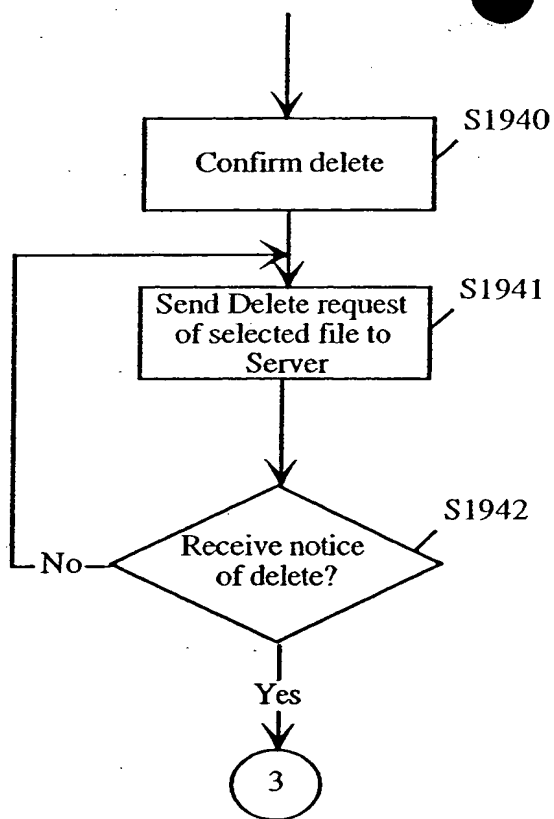 S1940
Confirm delete
S1941
Send Delete request
of selected file to
Server
S1942
Receive notice
of delete?
No
Yes
3